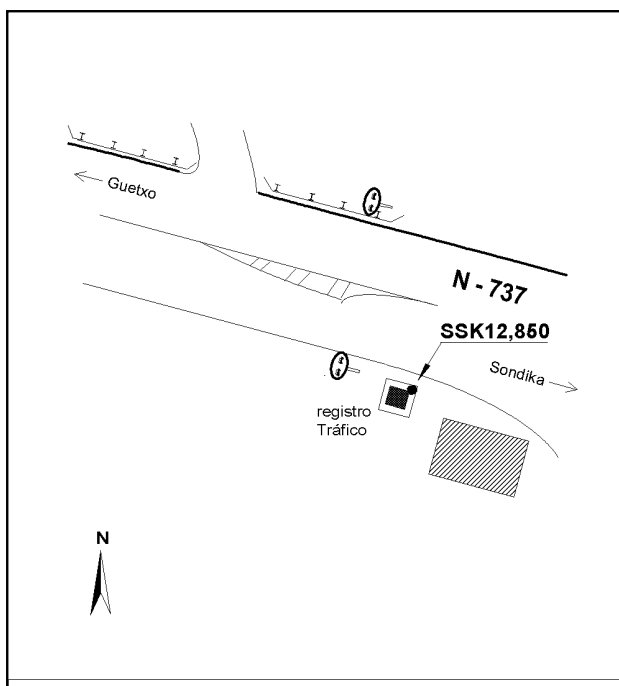 Guetxo
N - 737
SSK12,850
Sondika
registro
Tráfico
N